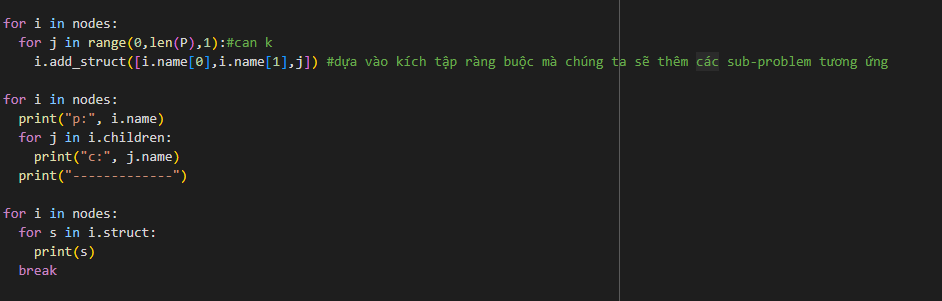 for i in nodes:
  for j in range(0,len(P),1):#can k
    i.add_struct([i.name[0],i.name[1],j]) #dựa vào kích tập ràng buộc mà chúng ta sẽ thêm các sub-problem tương ứng
for i in nodes:
  print("p:", i.name)
  for j in i.children:
    print("c:", j.name)
  print("-------------")
for i in nodes:
  for s in i.struct:
    print(s)
  break